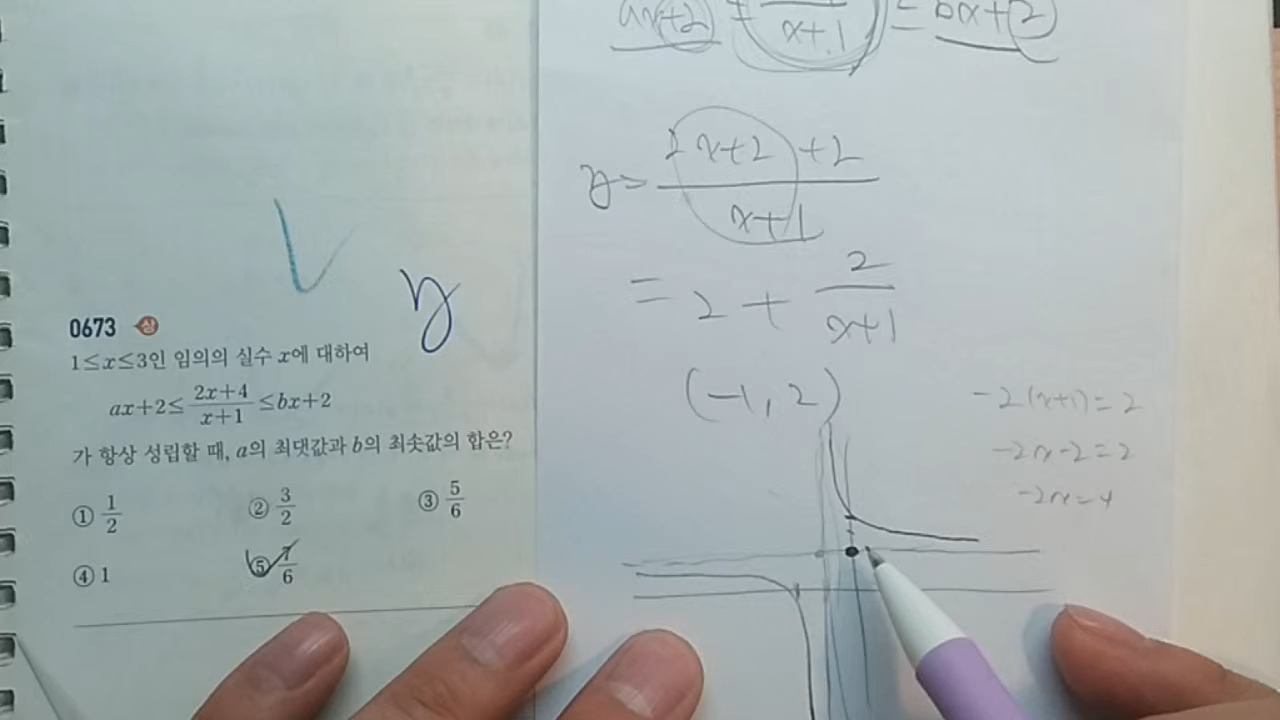 0673 상
1≤x≤3인 임의의 실수 x에 대하여
ax+2≤ (2x+4)/(x+1) ≤bx+2
가 항상 성립할 때, a의 최댓값과 b의 최솟값의 합은?
① 1/2 ② 3/2 ③ 5/6
④ 1 ⑤ 7/6
y
ax+2 x+1 = bx+2
y= (2x+2+2)/(x+1)
= 2 + 2/(x+1)
(-1, 2)
-2(x+1)=2
-2x-2=2
-2x=4